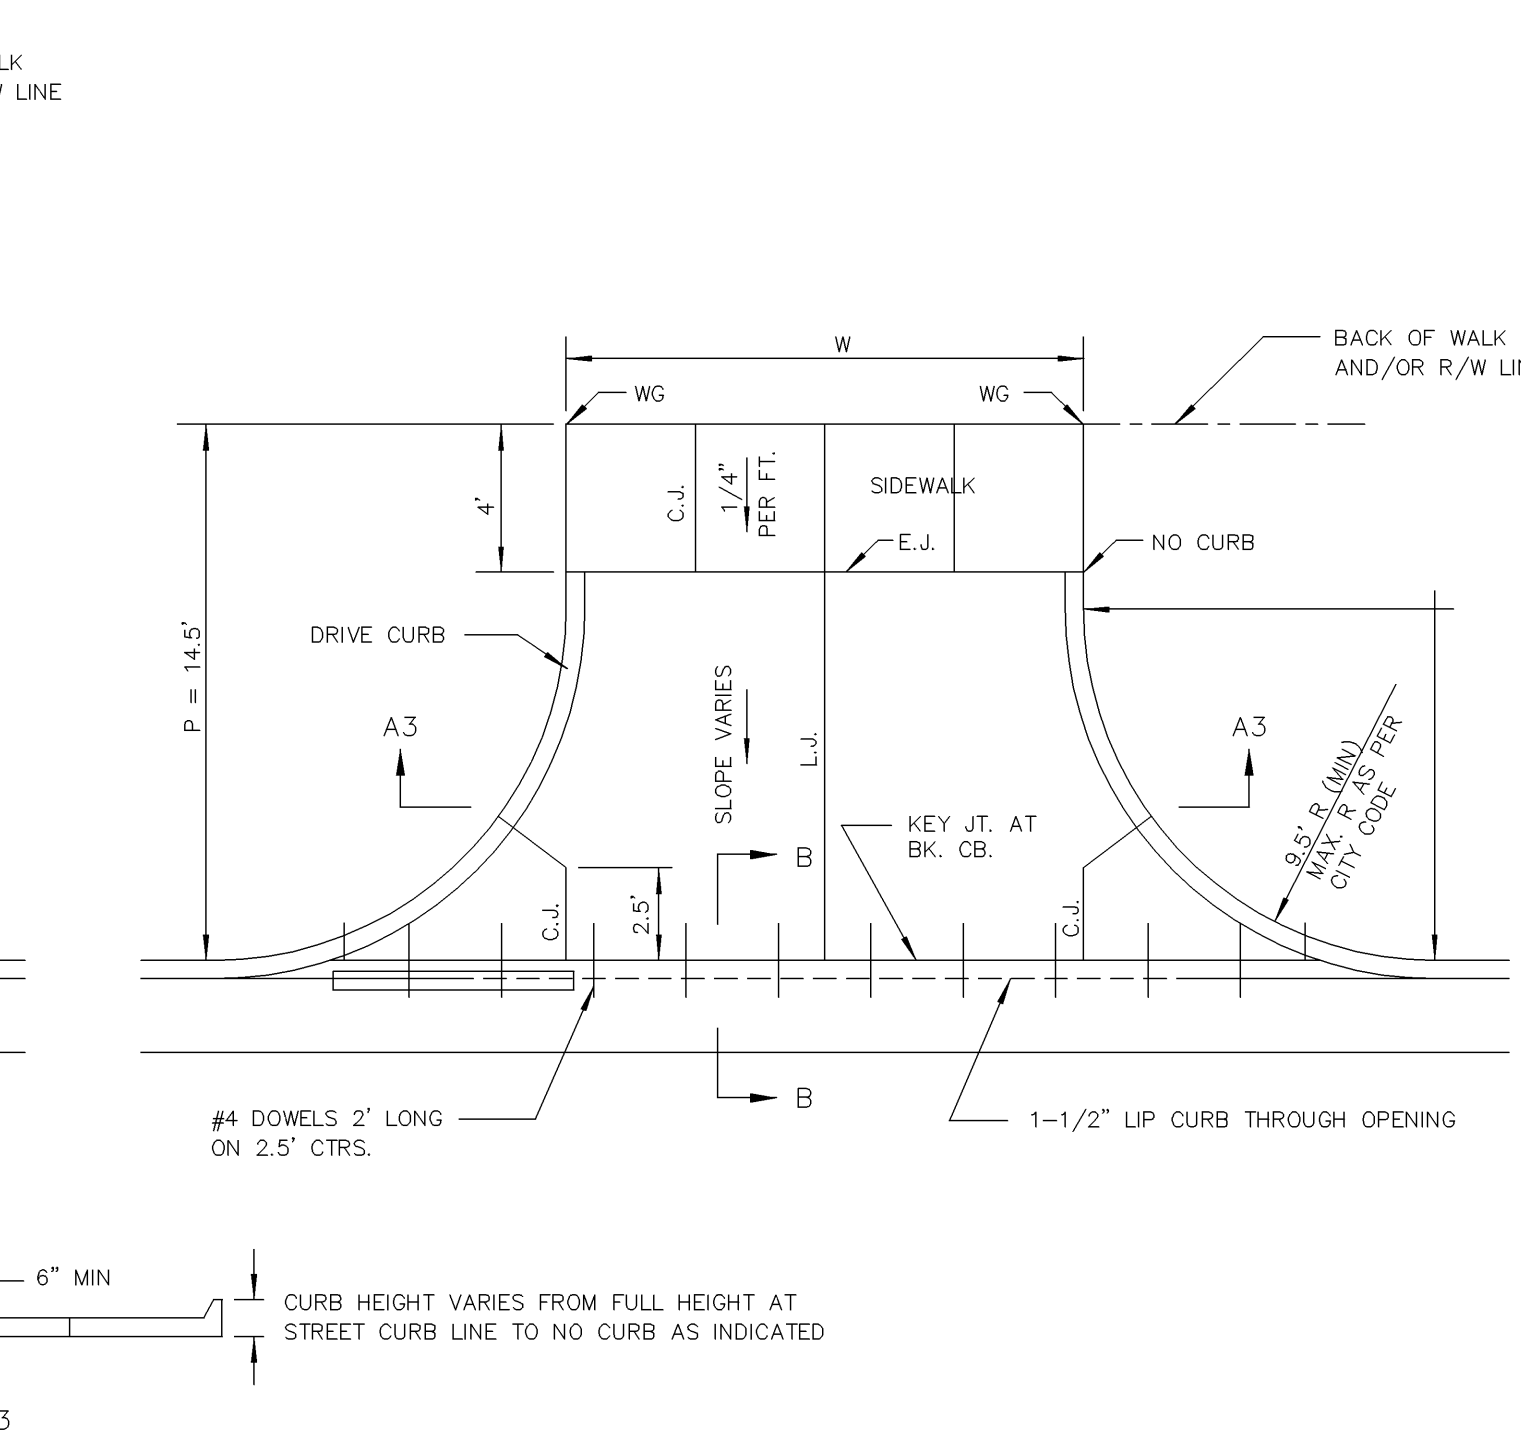 LK
LINE
W
BACK OF WALK
AND/OR R/W
WG
WG
4'
C.J.
1/4"
PER FT.
SIDEWALK
E.J.
NO CURB
DRIVE CURB
P = 14.5'
A3
SLOPE VARIES
L.J.
A3
9.5' R (MIN)
MAX. R AS PER
CITY CODE
KEY JT. AT
BK. CB.
B
C.J.
2.5'
C.J.
B
#4 DOWELS 2' LONG
ON 2.5' CTRS.
1-1/2" LIP CURB THROUGH OPENING
6" MIN
CURB HEIGHT VARIES FROM FULL HEIGHT AT
STREET CURB LINE TO NO CURB AS INDICATED
3